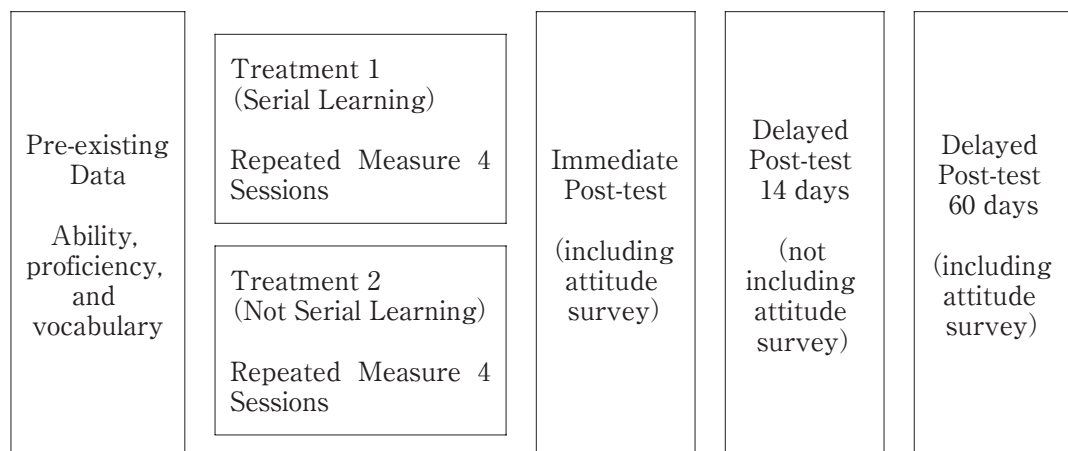 Pre-existing
Data
Ability,
proficiency,
and
vocabulary
Treatment 1
(Serial Learning)
Repeated Measure 4
Sessions
Treatment 2
(Not Serial Learning)
Repeated Measure 4
Sessions
Immediate
Post-test
(including
attitude
survey)
Delayed
Post-test
14 days
(not
including
attitude
survey)
Delayed
Post-test
60 days
(including
attitude
survey)